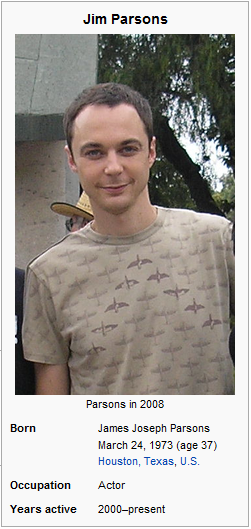 Jim Parsons
Parsons in 2008
Born James Joseph Parsons
March 24, 1973 (age 37)
Houston, Texas, U.S.
Occupation Actor
Years active 2000–present